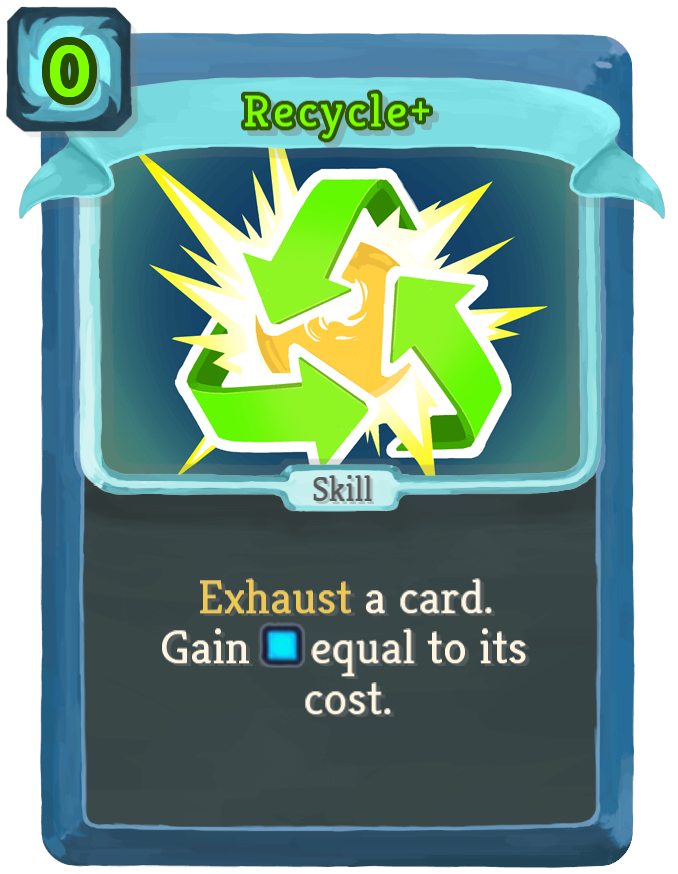 0
Recycle+
Skill
Exhaust a card.
Gain equal to its
cost.